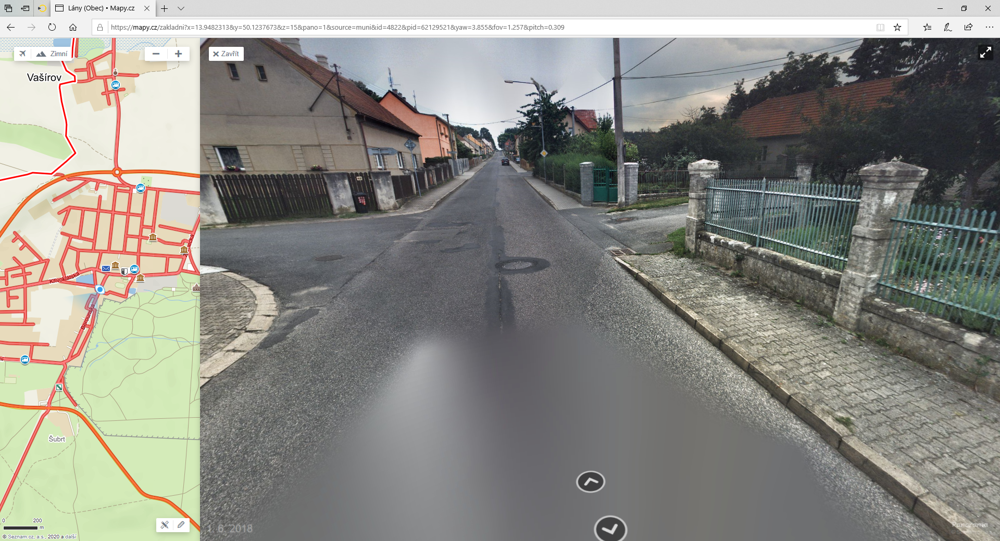 Lány (Obec) • Mapy.cz
https://mapy.cz/zakladni?x=13.9482313&y=50.1237673&z=15&pano=1&source=muni&id=4822&pid=62129521&yaw=3.855&fov=1.257&pitch=0.309
Zimní
− +
Zavřít
Vašírov
Křivoklátská
Berounská
Šubrt
0 200
m
© Seznam.cz, a.s., 2020 a další
1. 6. 2018
Panorama